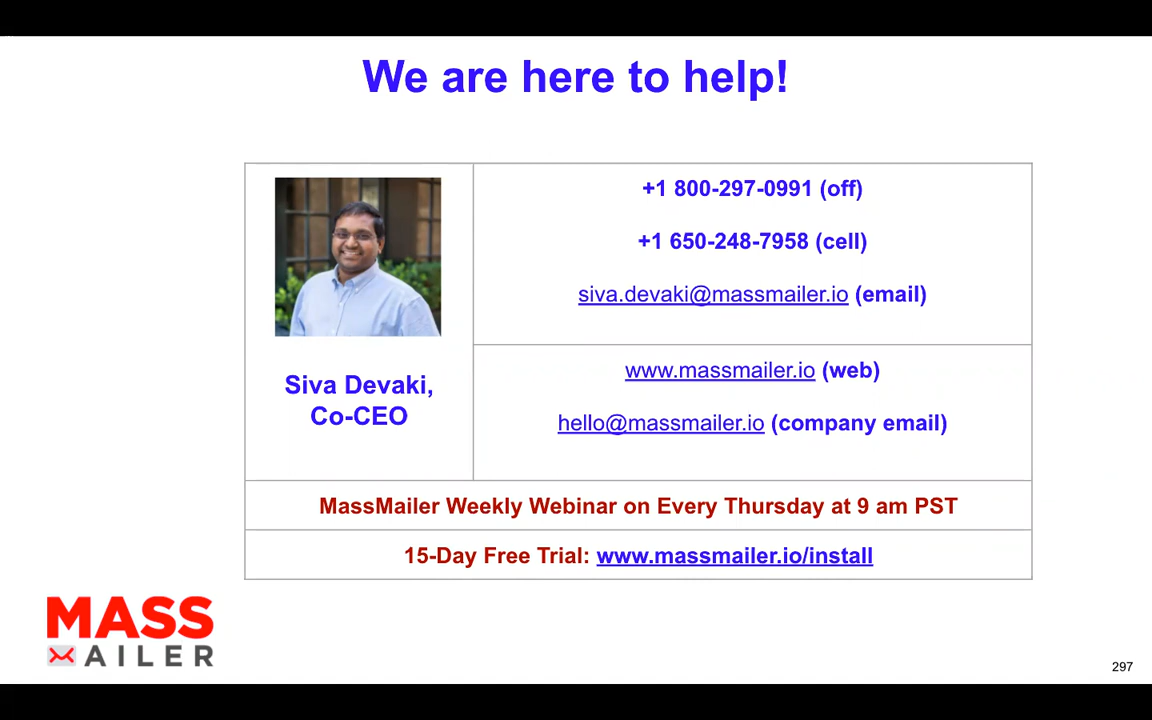 We are here to help!
+1 800-297-0991 (off)
+1 650-248-7958 (cell)
siva.devaki@massmailer.io (email)
Siva Devaki,
Co-CEO
www.massmailer.io (web)
hello@massmailer.io (company email)
MassMailer Weekly Webinar on Every Thursday at 9 am PST
15-Day Free Trial: www.massmailer.io/install
MASS
AILER
297